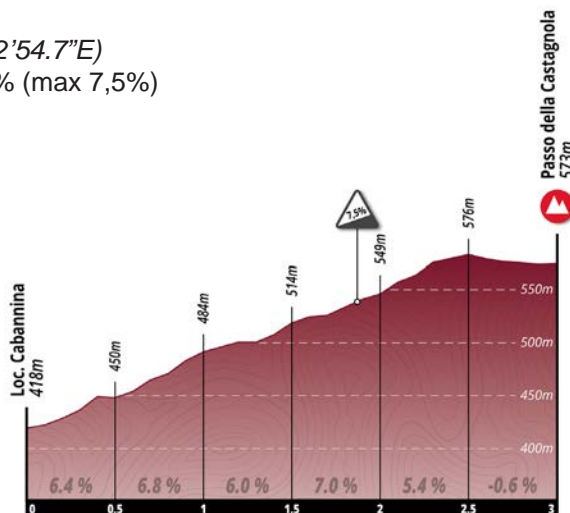 2'54.7”E)
% (max 7,5%)
Passo della Castagnola
573m
7,5%
576m
549m
514m
484m
450m
Loc. Cabannina
418m
550m
500m
450m
400m
6.4 % 6.8 % 6.0 % 7.0 % 5.4 % -0.6 %
0 0.5 1 1.5 2 2.5 3